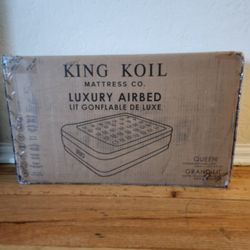 KING KOIL
MATTRESS CO.
LUXURY AIRBED
LIT GONFLABLE DE LUXE
QUEEN
GRAND LIT